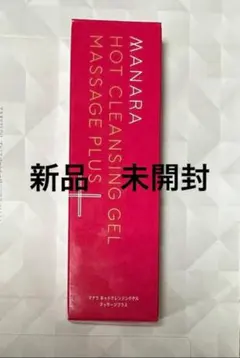 MANARA
HOT CLEANSING GEL
MASSAGE PLUS
新品 未開封
マナラ ホットクレンジングゲル
マッサージプラス